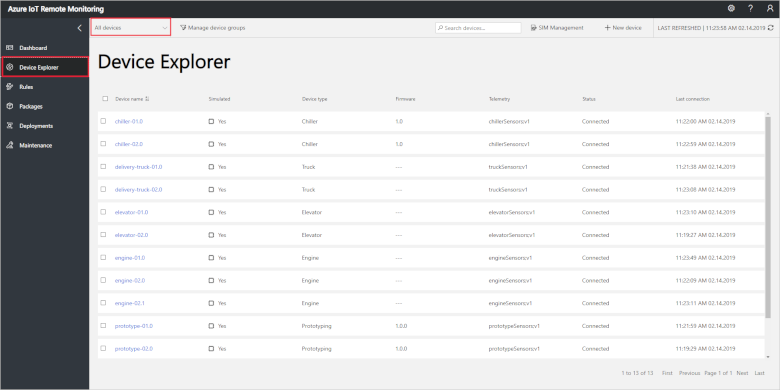 Azure IoT Remote Monitoring
All devices
Manage device groups
Search devices...
SIM Management
New device
LAST REFRESHED | 11:23:58 AM 02.14.2019
Dashboard
Device Explorer
Rules
Packages
Deployments
Maintenance
Device Explorer
Device name Simulated Device type Firmware Telemetry Status Last connection
chiller-01.0 Yes Chiller 1.0 chillerSensors;v1 Connected 11:22:00 AM 02.14.2019
chiller-02.0 Yes Chiller 1.0 chillerSensors;v1 Connected 11:22:59 AM 02.14.2019
delivery-truck-01.0 Yes Truck --- truckSensors;v1 Connected 11:21:38 AM 02.14.2019
delivery-truck-02.0 Yes Truck --- truckSensors;v1 Connected 11:23:08 AM 02.14.2019
elevator-01.0 Yes Elevator --- elevatorSensors;v1 Connected 11:23:10 AM 02.14.2019
elevator-02.0 Yes Elevator --- elevatorSensors;v1 Connected 11:19:27 AM 02.14.2019
engine-01.0 Yes Engine --- engineSensors;v1 Connected 11:23:49 AM 02.14.2019
engine-02.0 Yes Engine --- engineSensors;v1 Connected 11:22:09 AM 02.14.2019
engine-02.1 Yes Engine --- engineSensors;v1 Connected 11:23:11 AM 02.14.2019
prototype-01.0 Yes Prototyping 1.0.0 prototypeSensors;v1 Connected 11:21:59 AM 02.14.2019
prototype-02.0 Yes Prototyping 1.0.0 prototypeSensors;v1 Connected 11:19:29 AM 02.14.2019
1 to 13 of 13 First Previous Page 1 of 1 Next Last